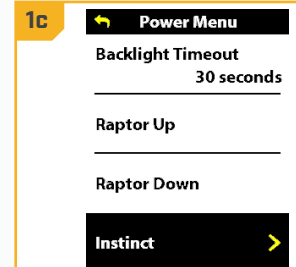 1c
Power Menu
Backlight Timeout
30 seconds
Raptor Up
Raptor Down
Instinct